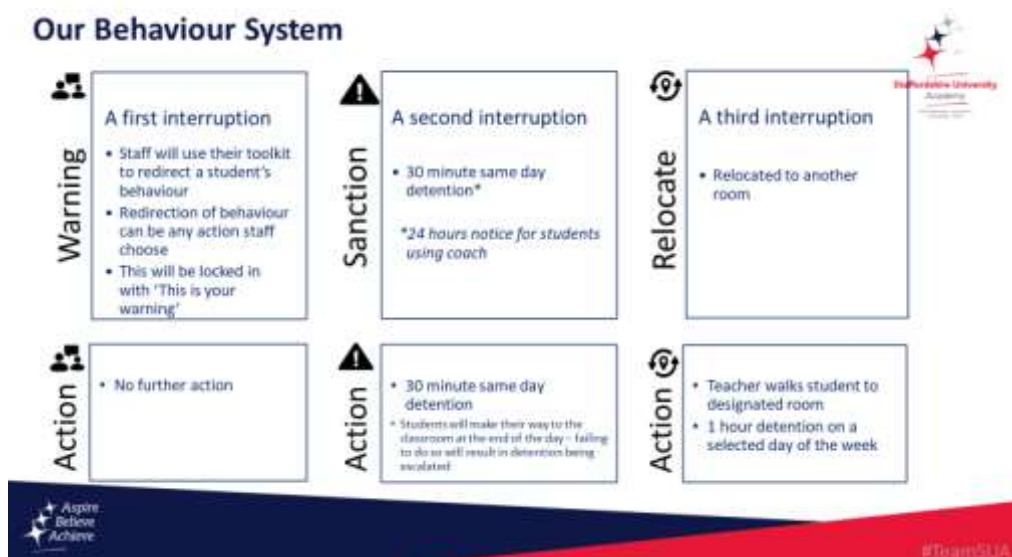 Our Behaviour System
Staffordshire University
Academy
Warning
A first interruption
• Staff will use their toolkit
to redirect a student's
behaviour
• Redirection of behaviour
can be any action staff
choose
• This will be locked in
with 'This is your
warning'
Sanction
A second interruption
• 30 minute same day
detention*
*24 hours notice for students
using coach
Relocate
A third interruption
• Relocated to another
room
Action
• No further action
Action
• 30 minute same day
detention
• Students will make their way to the
classroom at the end of the day – failing
to do so will result in detention being
escalated
Action
• Teacher walks student to
designated room
• 1 hour detention on a
selected day of the week
Aspire
Believe
Achieve
#TeamSUA